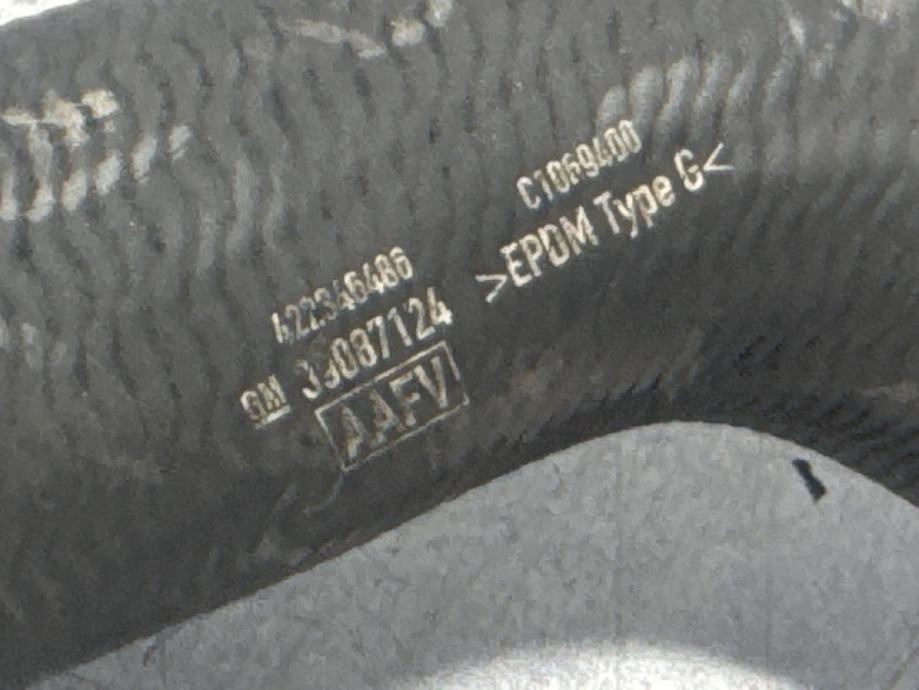 422346486
GM 39087124
AAFV
C1069400
>EPDM Type G<